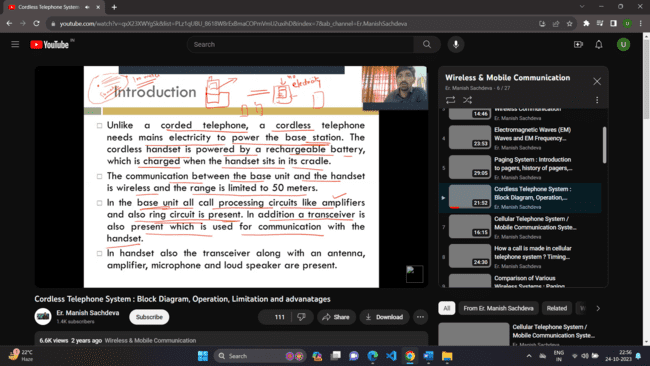 Cordless Telephone System :
youtube.com/watch?v=qsX23XWYgSk&list=PLz1qUBU_B618WBrExBmaCI3PmVmU2uxIhD&index=7&ab_channel=Er.ManishSachdeva
YouTube
IN
Search
U
Introduction
Unlike a corded telephone, a cordless telephone
needs mains electricity to power the base station. The
cordless handset is powered by a rechargeable battery,
which is charged when the handset sits in its cradle.
The communication between the base unit and the handset
is wireless and the range is limited to 50 meters.
In the base unit all call processing circuits like amplifiers
and also ring circuit is present. In addition a transceiver is
also present which is used for communication with the
handset.
In handset also the transceiver along with an antenna,
amplifier, microphone and loud speaker are present.
Wireless & Mobile Communication
Er. Manish Sachdeva - 6 / 27
Wireless Communication
14:46
Er. Manish Sachdeva
4
Electromagnetic Waves (EM)
Waves and EM Frequency...
23:53
Er. Manish Sachdeva
5
Paging System : Introduction
to pagers, history of pagers,...
29:05
Er. Manish Sachdeva
Cordless Telephone System :
Block Diagram, Operation,...
21:52
Er. Manish Sachdeva
7
Cellular Telephone System /
Mobile Communication Syste...
16:15
Er. Manish Sachdeva
8
How a call is made in cellular
telephone system ? Timing...
24:30
Er. Manish Sachdeva
9
Comparison of Various
Wireless Systems : Paging
All
From Er. Manish Sachdeva
Related
Cellular Telephone System /
Mobile Communication Syste...
Er. Manish Sachdeva
Cordless Telephone System : Block Diagram, Operation, Limitation and advanatages
Er. Manish Sachdeva
1.4K subscribers
Subscribe
111
Share
Download
6.6K views 2 years ago Wireless & Mobile Communication
22°C
Haze
Search
ENG
IN
22:56
24-10-2023